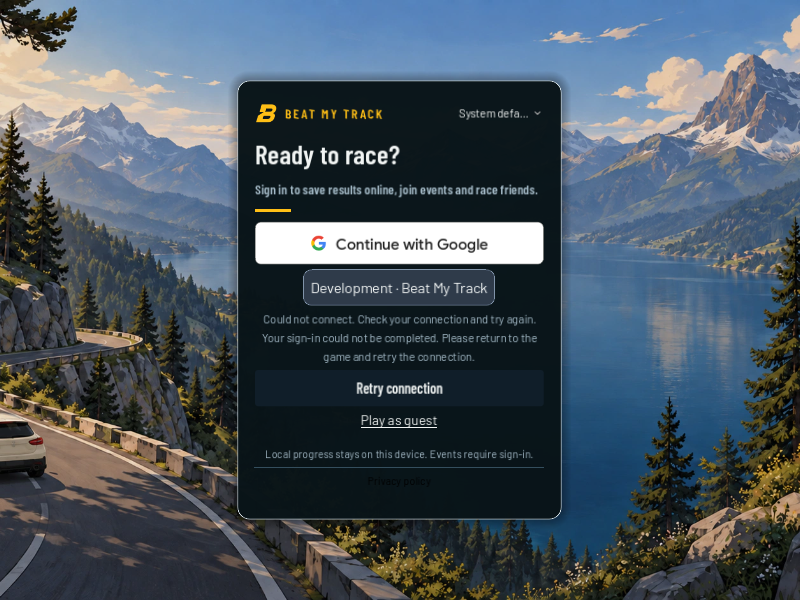 BEAT MY TRACK
System defa...
Ready to race?
Sign in to save results online, join events and race friends.
Continue with Google
Development · Beat My Track
Could not connect. Check your connection and try again.
Your sign-in could not be completed. Please return to the
game and retry the connection.
Retry connection
Play as guest
Local progress stays on this device. Events require sign-in.
Privacy policy